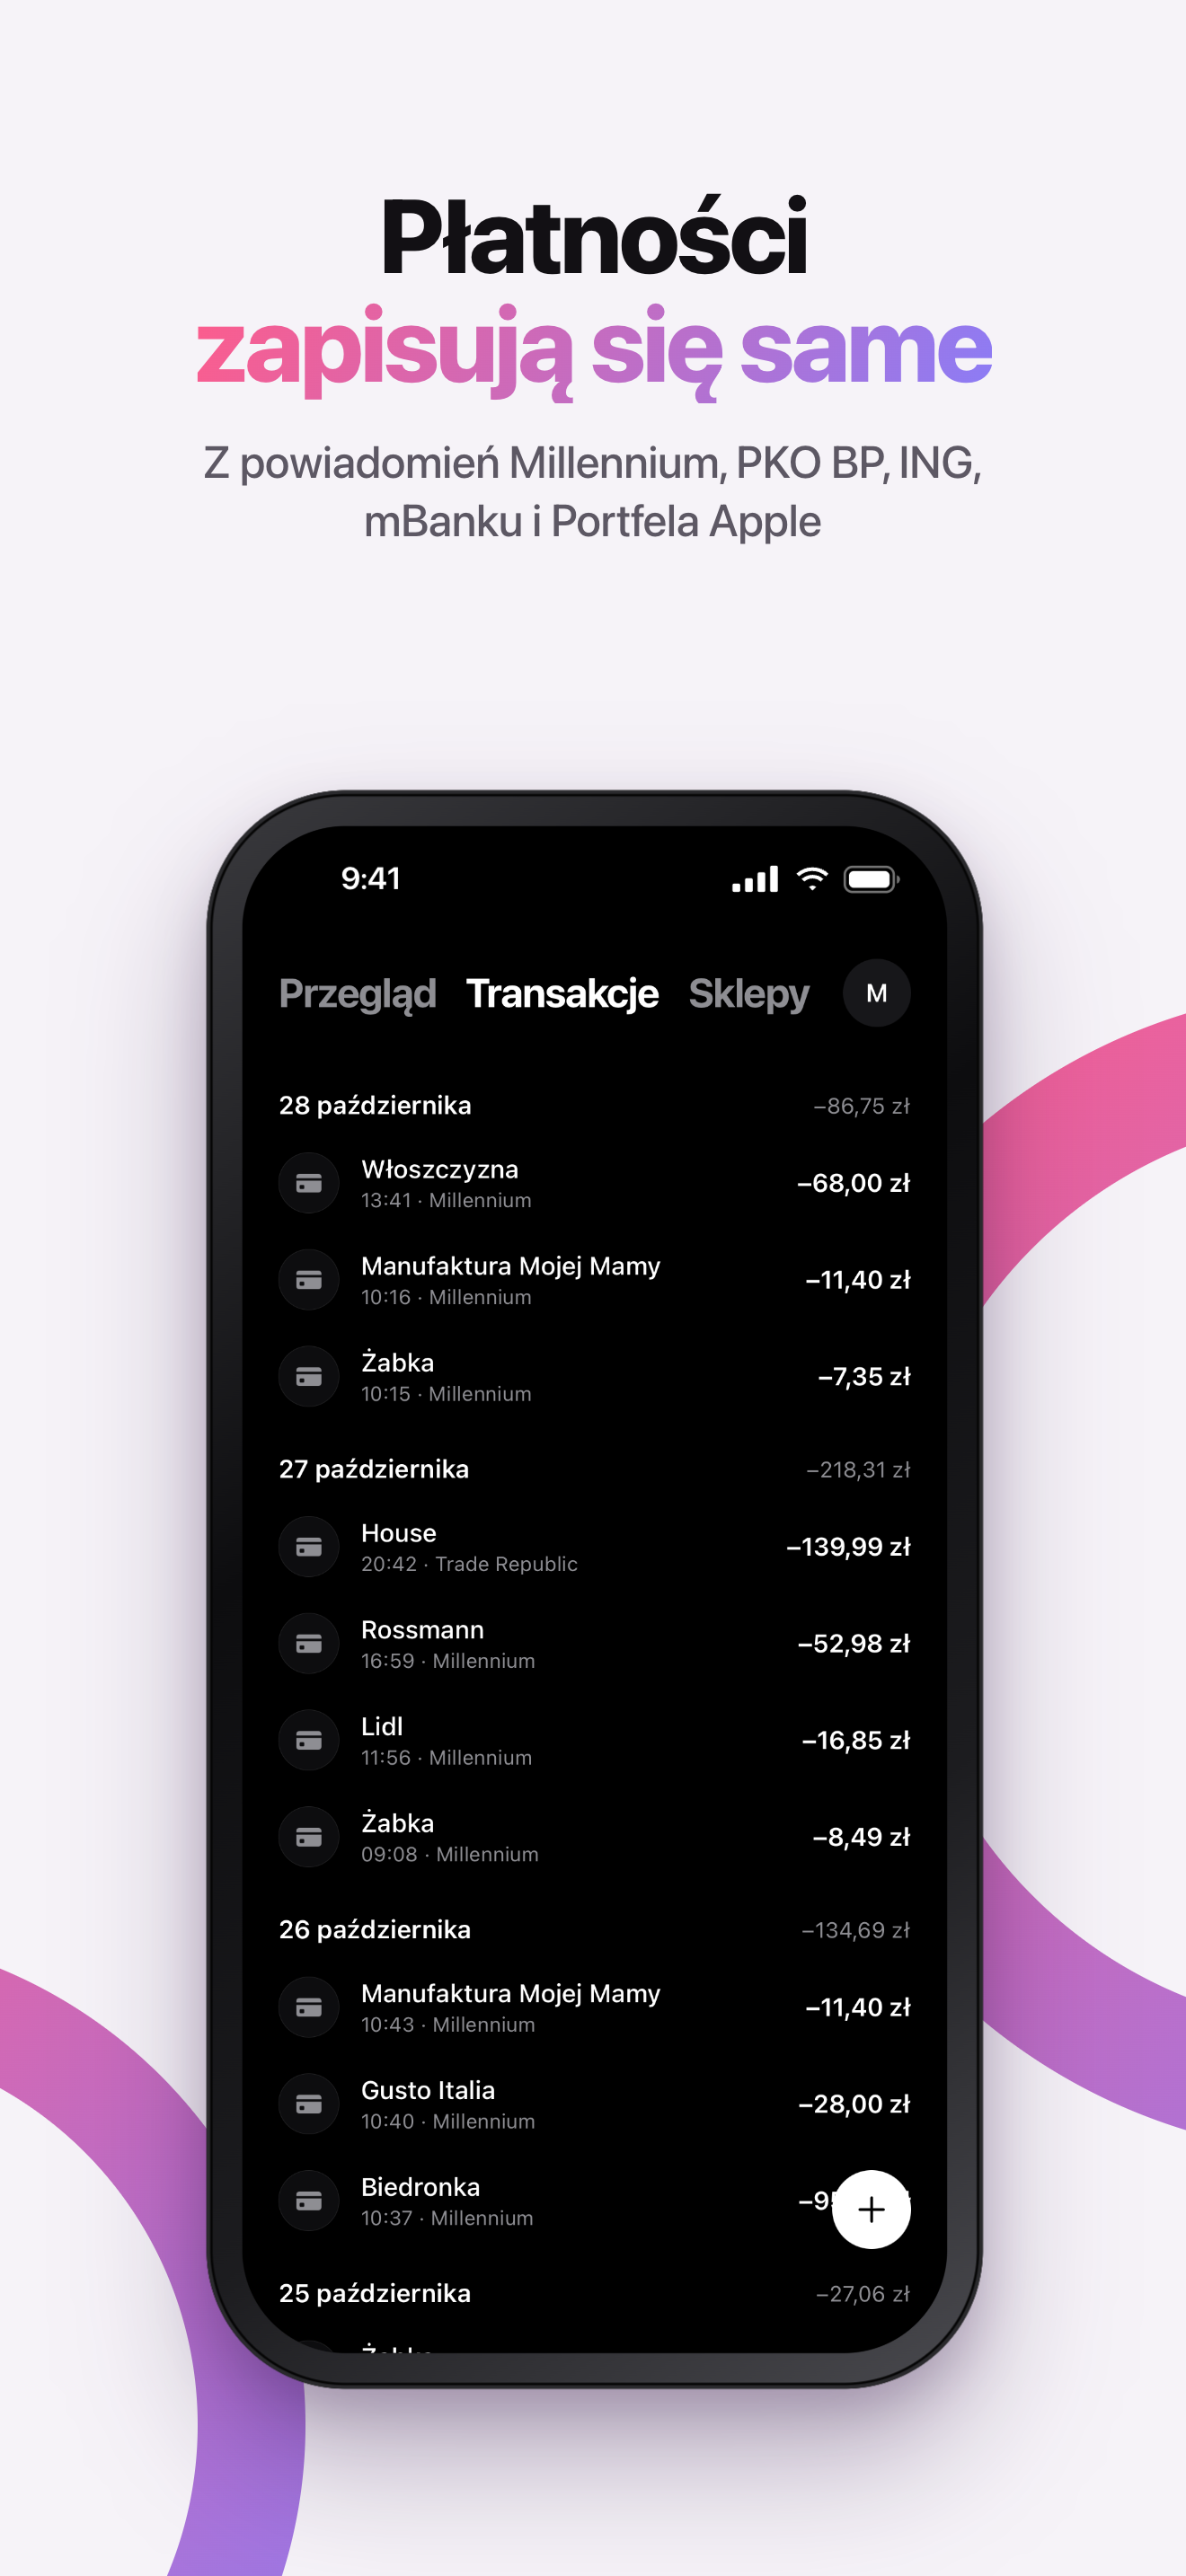 Płatności
zapisują się same
Z powiadomień Millennium, PKO BP, ING,
mBanku i Portfela Apple
9:41
Przegląd Transakcje Sklepy M
28 października –86,75 zł
Włoszczyzna
13:41 · Millennium
–68,00 zł
Manufaktura Mojej Mamy
10:16 · Millennium
–11,40 zł
Żabka
10:15 · Millennium
–7,35 zł
27 października –218,31 zł
House
20:42 · Trade Republic
–139,99 zł
Rossmann
16:59 · Millennium
–52,98 zł
Lidl
11:56 · Millennium
–16,85 zł
Żabka
09:08 · Millennium
–8,49 zł
26 października –134,69 zł
Manufaktura Mojej Mamy
10:43 · Millennium
–11,40 zł
Gusto Italia
10:40 · Millennium
–28,00 zł
Biedronka
10:37 · Millennium
25 października –27,06 zł